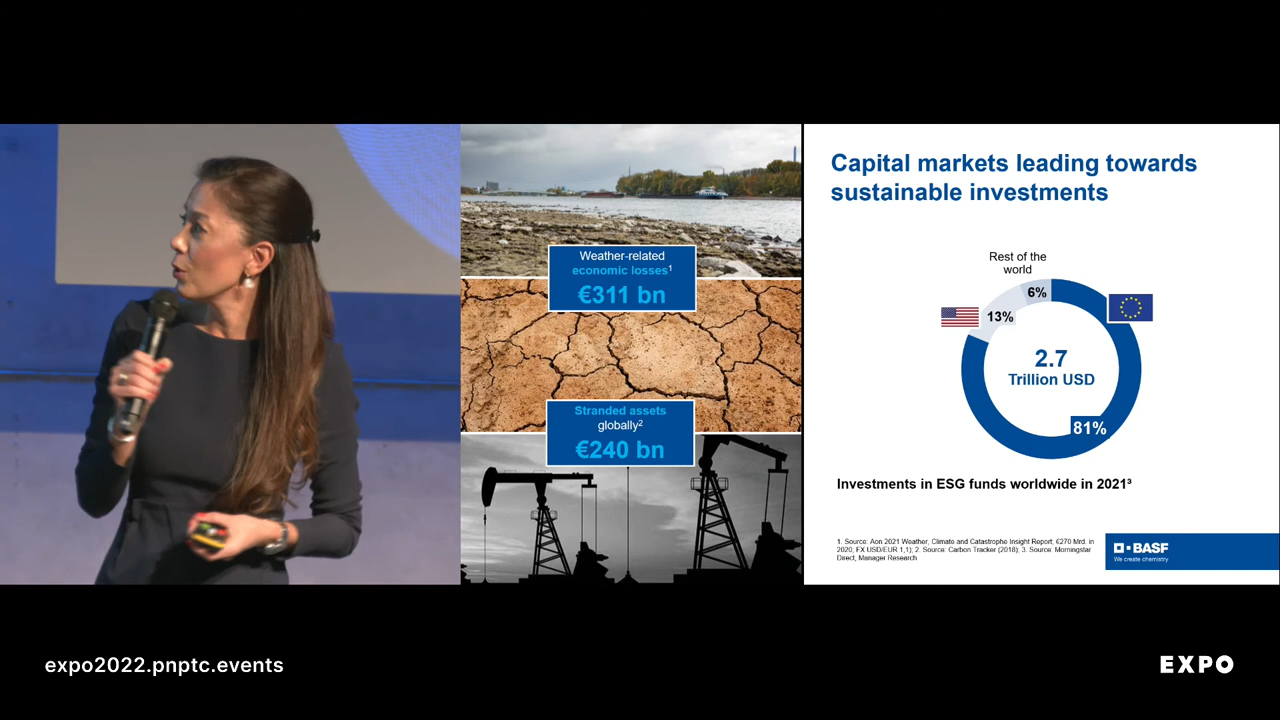 Weather-related
economic losses¹
€311 bn
Stranded assets
globally²
€240 bn
Capital markets leading towards
sustainable investments
Rest of the
world
6%
13%
2.7
Trillion USD
81%
Investments in ESG funds worldwide in 2021³
1. Source: Aon 2021 Weather, Climate and Catastrophe Insight Report; €270 Mrd. in
2020; FX USD/EUR 1,1); 2. Source: Carbon Tracker (2018); 3. Source: Morningstar
Direct, Manager Research
BASF
We create chemistry
expo2022.pnptc.events
EXPO